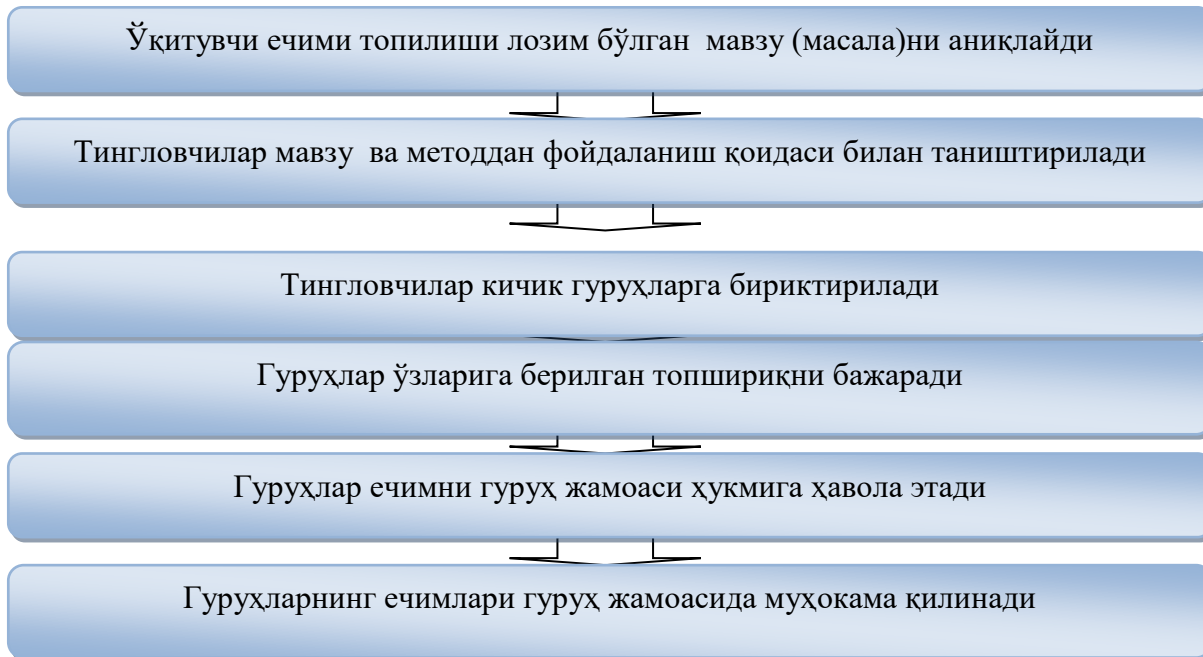 Ўқитувчи ечими топилиши лозим бўлган мавзу (масала)ни аниқлайди
Тингловчилар мавзу ва методдан фойдаланиш қоидаси билан таништирилади
Тингловчилар кичик гуруҳларга бириктирилади
Гуруҳлар ўзларига берилган топшириқни бажаради
Гуруҳлар ечимни гуруҳ жамоаси ҳукмига ҳавола этади
Гуруҳларнинг ечимлари гуруҳ жамоасида муҳокама қилинади